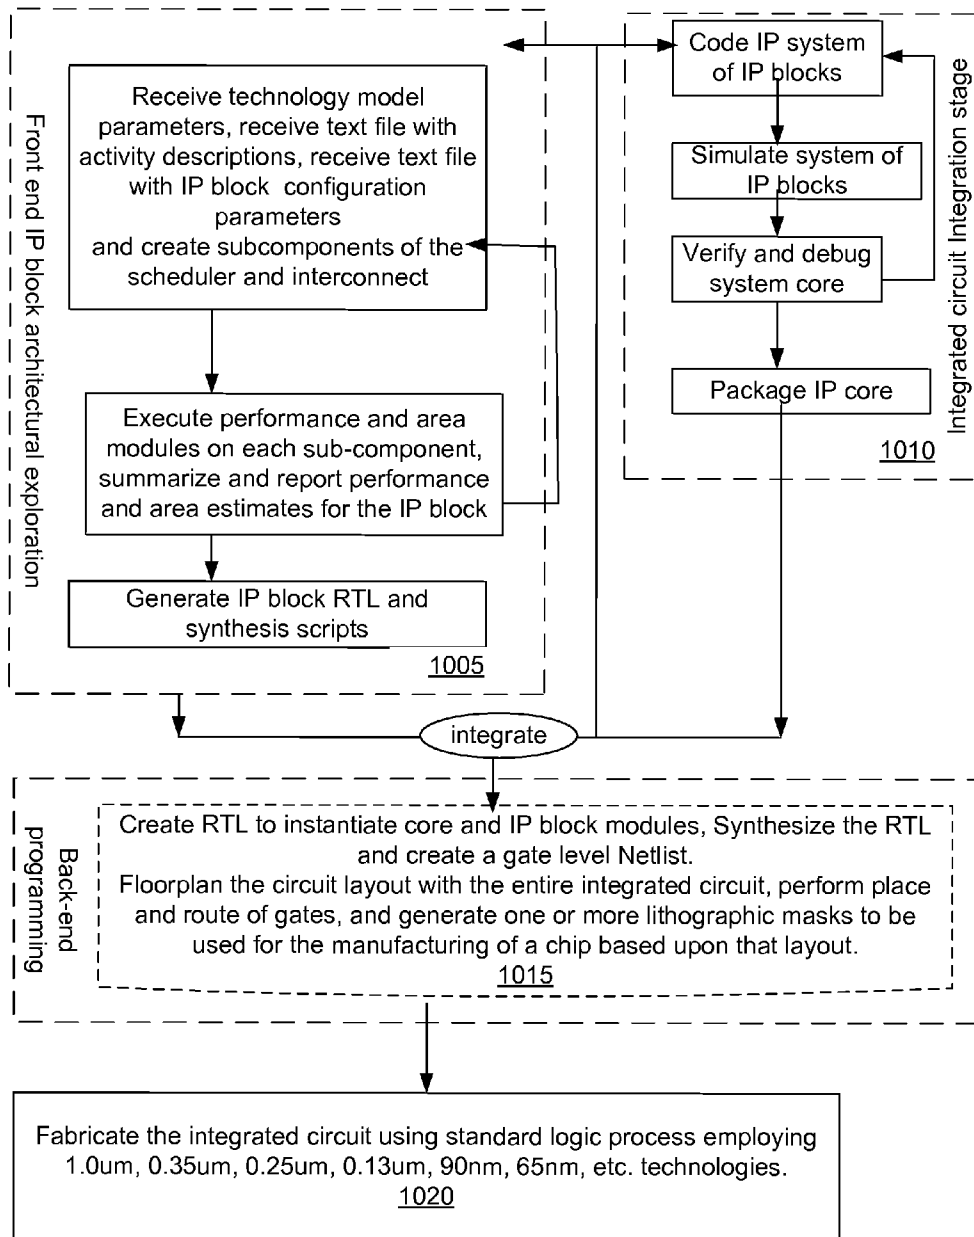 Front end IP block architectural exploration
Receive technology model
parameters, receive text file with
activity descriptions, receive text file
with IP block configuration
parameters
and create subcomponents of the
scheduler and interconnect
Execute performance and area
modules on each sub-component,
summarize and report performance
and area estimates for the IP block
Generate IP block RTL and
synthesis scripts
1005
Code IP system
of IP blocks
Simulate system of
IP blocks
Verify and debug
system core
Package IP core
1010
Integrated circuit Integration stage
integrate
Back-end
programming
Create RTL to instantiate core and IP block modules, Synthesize the RTL
and create a gate level Netlist.
Floorplan the circuit layout with the entire integrated circuit, perform place
and route of gates, and generate one or more lithographic masks to be
used for the manufacturing of a chip based upon that layout.
1015
Fabricate the integrated circuit using standard logic process employing
1.0um, 0.35um, 0.25um, 0.13um, 90nm, 65nm, etc. technologies.
1020